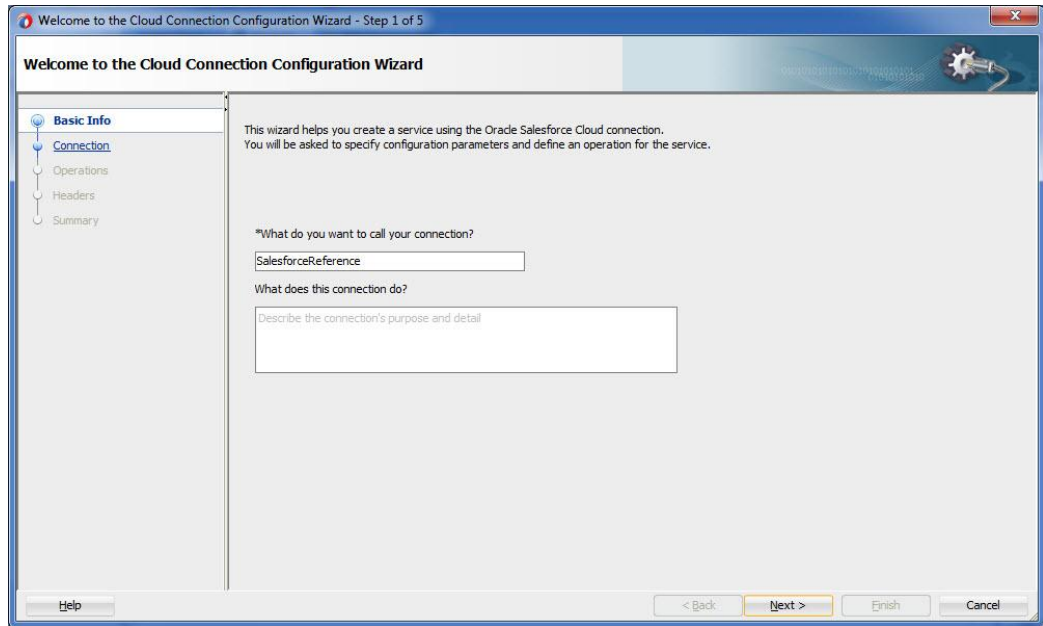 Welcome to the Cloud Connection Configuration Wizard - Step 1 of 5
Welcome to the Cloud Connection Configuration Wizard
Basic Info
Connection
Operations
Headers
Summary
This wizard helps you create a service using the Oracle Salesforce Cloud connection.
You will be asked to specify configuration parameters and define an operation for the service.
*What do you want to call your connection?
SalesforceReference
What does this connection do?
Describe the connection's purpose and detail
Help
< Back
Next >
Finish
Cancel